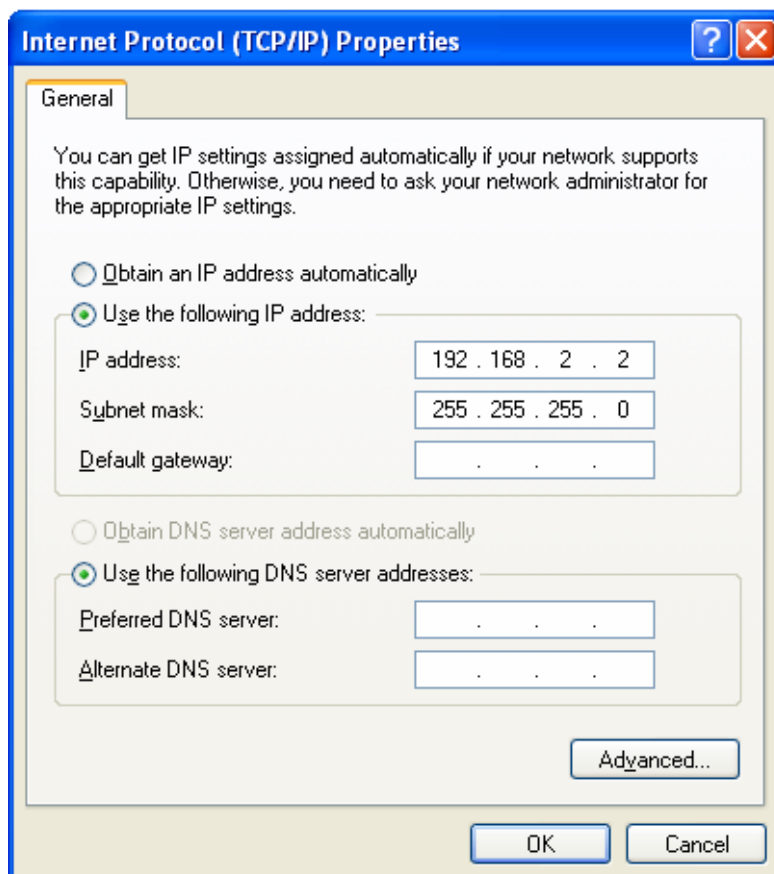 Internet Protocol (TCP/IP) Properties
General
You can get IP settings assigned automatically if your network supports
this capability. Otherwise, you need to ask your network administrator for
the appropriate IP settings.
Obtain an IP address automatically
Use the following IP address:
IP address: 192 . 168 . 2 . 2
Subnet mask: 255 . 255 . 255 . 0
Default gateway: . . .
Obtain DNS server address automatically
Use the following DNS server addresses:
Preferred DNS server: . . .
Alternate DNS server: . . .
Advanced...
OK Cancel